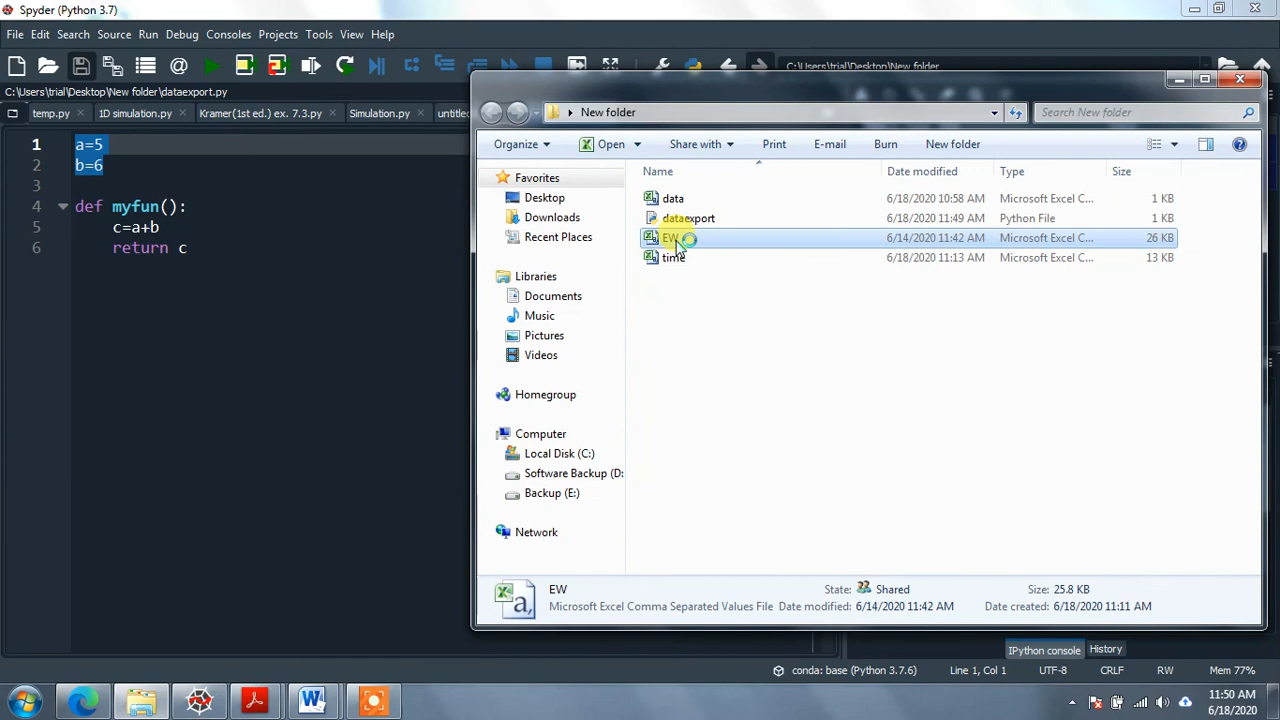 Spyder (Python 3.7)
File Edit Search Source Run Debug Consoles Projects Tools View Help
C:\Users\trial\Desktop\New folder
C:\Users\trial\Desktop\New folder\dataexport.py
temp.py 1D simulation.py Kramer(1st ed.) ex. 7.3.py Simulation.py untitle
1 a=5
2 b=6
3
4 def myfun():
5 c=a+b
6 return c
New folder
Search New folder
Organize Open Share with Print E-mail Burn New folder
Name Date modified Type Size
Favorites
Desktop
Downloads
Recent Places
Libraries
Documents
Music
Pictures
Videos
Homegroup
Computer
Local Disk (C:)
Software Backup (D:
Backup (E:)
Network
data 6/18/2020 10:58 AM Microsoft Excel C... 1 KB
dataexport 6/18/2020 11:49 AM Python File 1 KB
EW 6/14/2020 11:42 AM Microsoft Excel C... 26 KB
time 6/18/2020 11:13 AM Microsoft Excel C... 13 KB
EW State: Shared Size: 25.8 KB
Microsoft Excel Comma Separated Values File Date modified: 6/14/2020 11:42 AM Date created: 6/18/2020 11:11 AM
IPython console History
conda: base (Python 3.7.6) Line 1, Col 1 UTF-8 CRLF RW Mem 77%
11:50 AM
6/18/2020